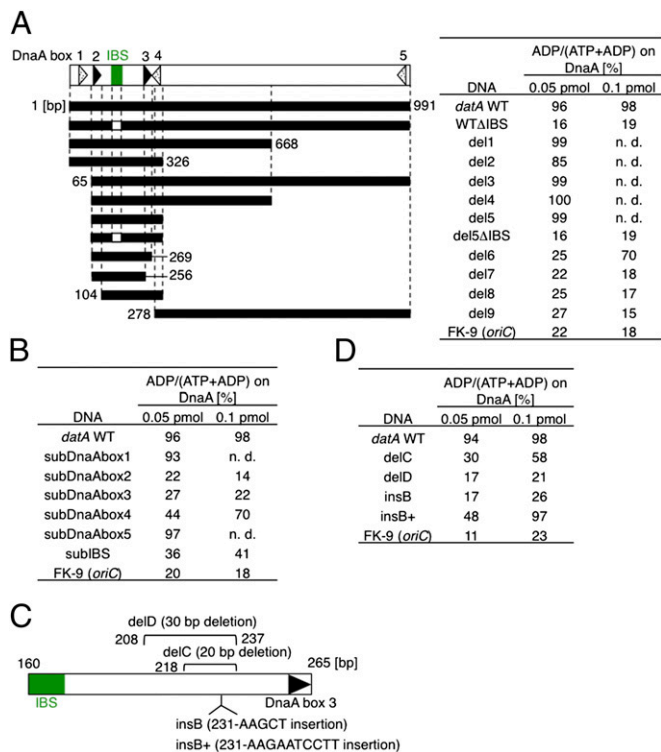 A
DnaA box 1 2 IBS 3 4 5
1 [bp] 991
668
326
65
269
256
104
278
ADP/(ATP+ADP) on
DnaA [%]
DNA 0.05 pmol 0.1 pmol
datA WT 96 98
WTΔIBS 16 19
del1 99 n. d.
del2 85 n. d.
del3 99 n. d.
del4 100 n. d.
del5 99 n. d.
del5ΔIBS 16 19
del6 25 70
del7 22 18
del8 25 17
del9 27 15
FK-9 (oriC) 22 18
B
ADP/(ATP+ADP) on
DnaA [%]
DNA 0.05 pmol 0.1 pmol
datA WT 96 98
subDnaAbox1 93 n. d.
subDnaAbox2 22 14
subDnaAbox3 27 22
subDnaAbox4 44 70
subDnaAbox5 97 n. d.
subIBS 36 41
FK-9 (oriC) 20 18
D
ADP/(ATP+ADP) on
DnaA [%]
DNA 0.05 pmol 0.1 pmol
datA WT 94 98
delC 30 58
delD 17 21
insB 17 26
insB+ 48 97
FK-9 (oriC) 11 23
C
delD (30 bp deletion)
208 237
delC (20 bp deletion)
160 218 265 [bp]
IBS DnaA box 3
insB (231-AAGCT insertion)
insB+ (231-AAGAATCCTT insertion)